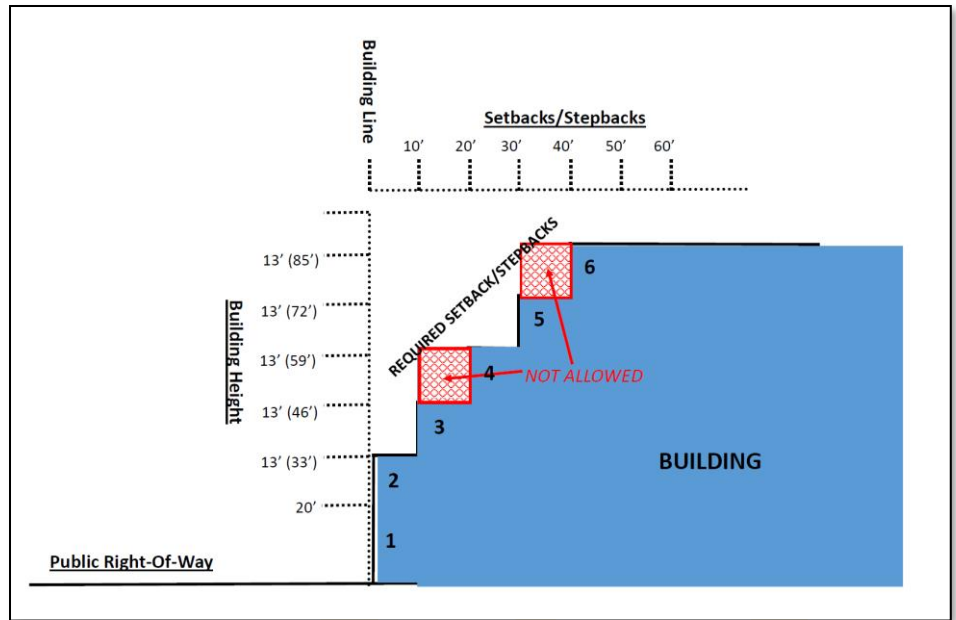 Building Line
Setbacks/Stepbacks
10’
20’
30’
40’
50’
60’
REQUIRED SETBACK/STEPBACKS
Building Height
13’ (85’)
13’ (72’)
13’ (59’)
13’ (46’)
13’ (33’)
20’
6
5
4
NOT ALLOWED
3
2
1
BUILDING
Public Right-Of-Way